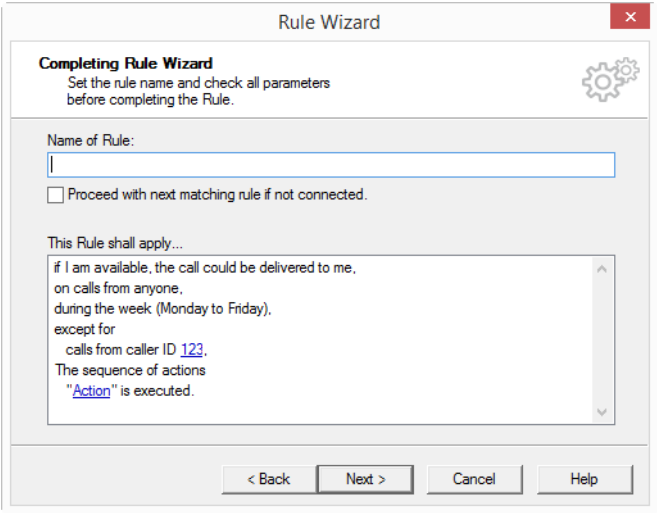 Rule Wizard
Completing Rule Wizard
Set the rule name and check all parameters
before completing the Rule.
Name of Rule:
Proceed with next matching rule if not connected.
This Rule shall apply...
if I am available, the call could be delivered to me,
on calls from anyone,
during the week (Monday to Friday),
except for
calls from caller ID 123,
The sequence of actions
"Action" is executed.
< Back Next > Cancel Help